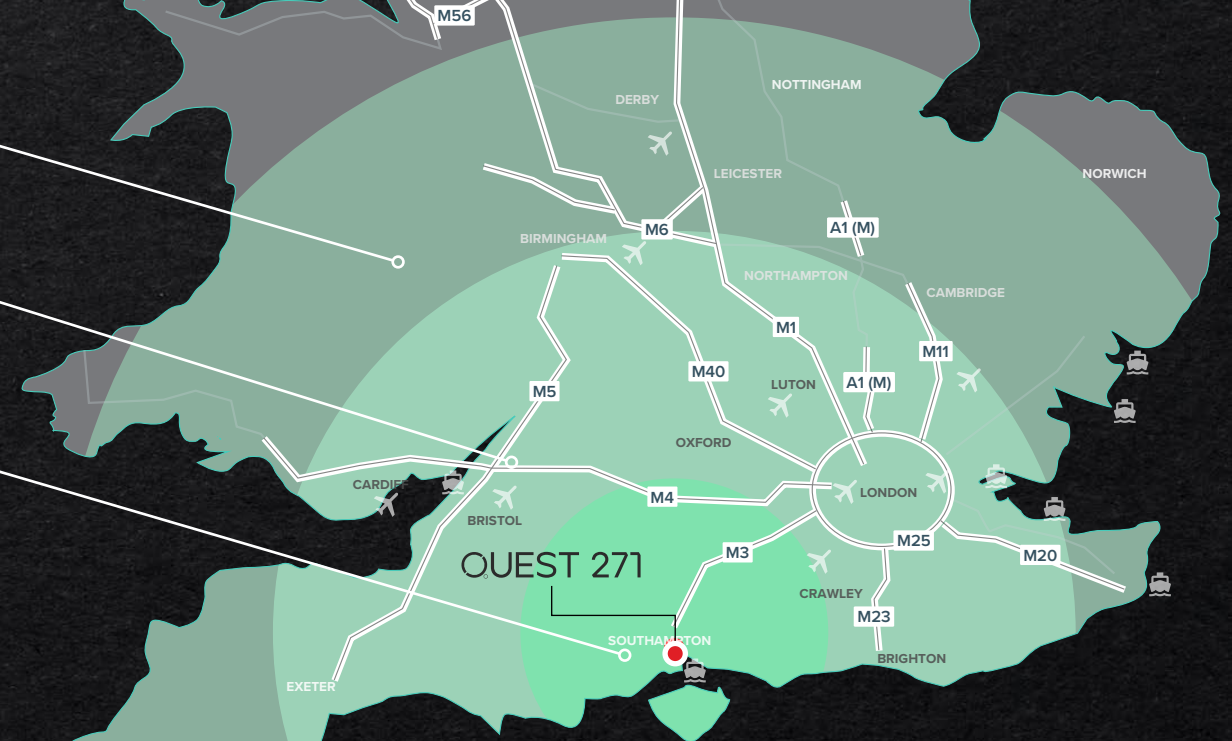 M56
NOTTINGHAM
DERBY
LEICESTER
NORWICH
A1 (M)
M6
BIRMINGHAM
NORTHAMPTON
CAMBRIDGE
M1
M11
M40
A1 (M)
LUTON
M5
OXFORD
CARDIFF
LONDON
M4
BRISTOL
M25
M3
M20
QUEST 271
CRAWLEY
M23
SOUTHAMPTON
BRIGHTON
EXETER